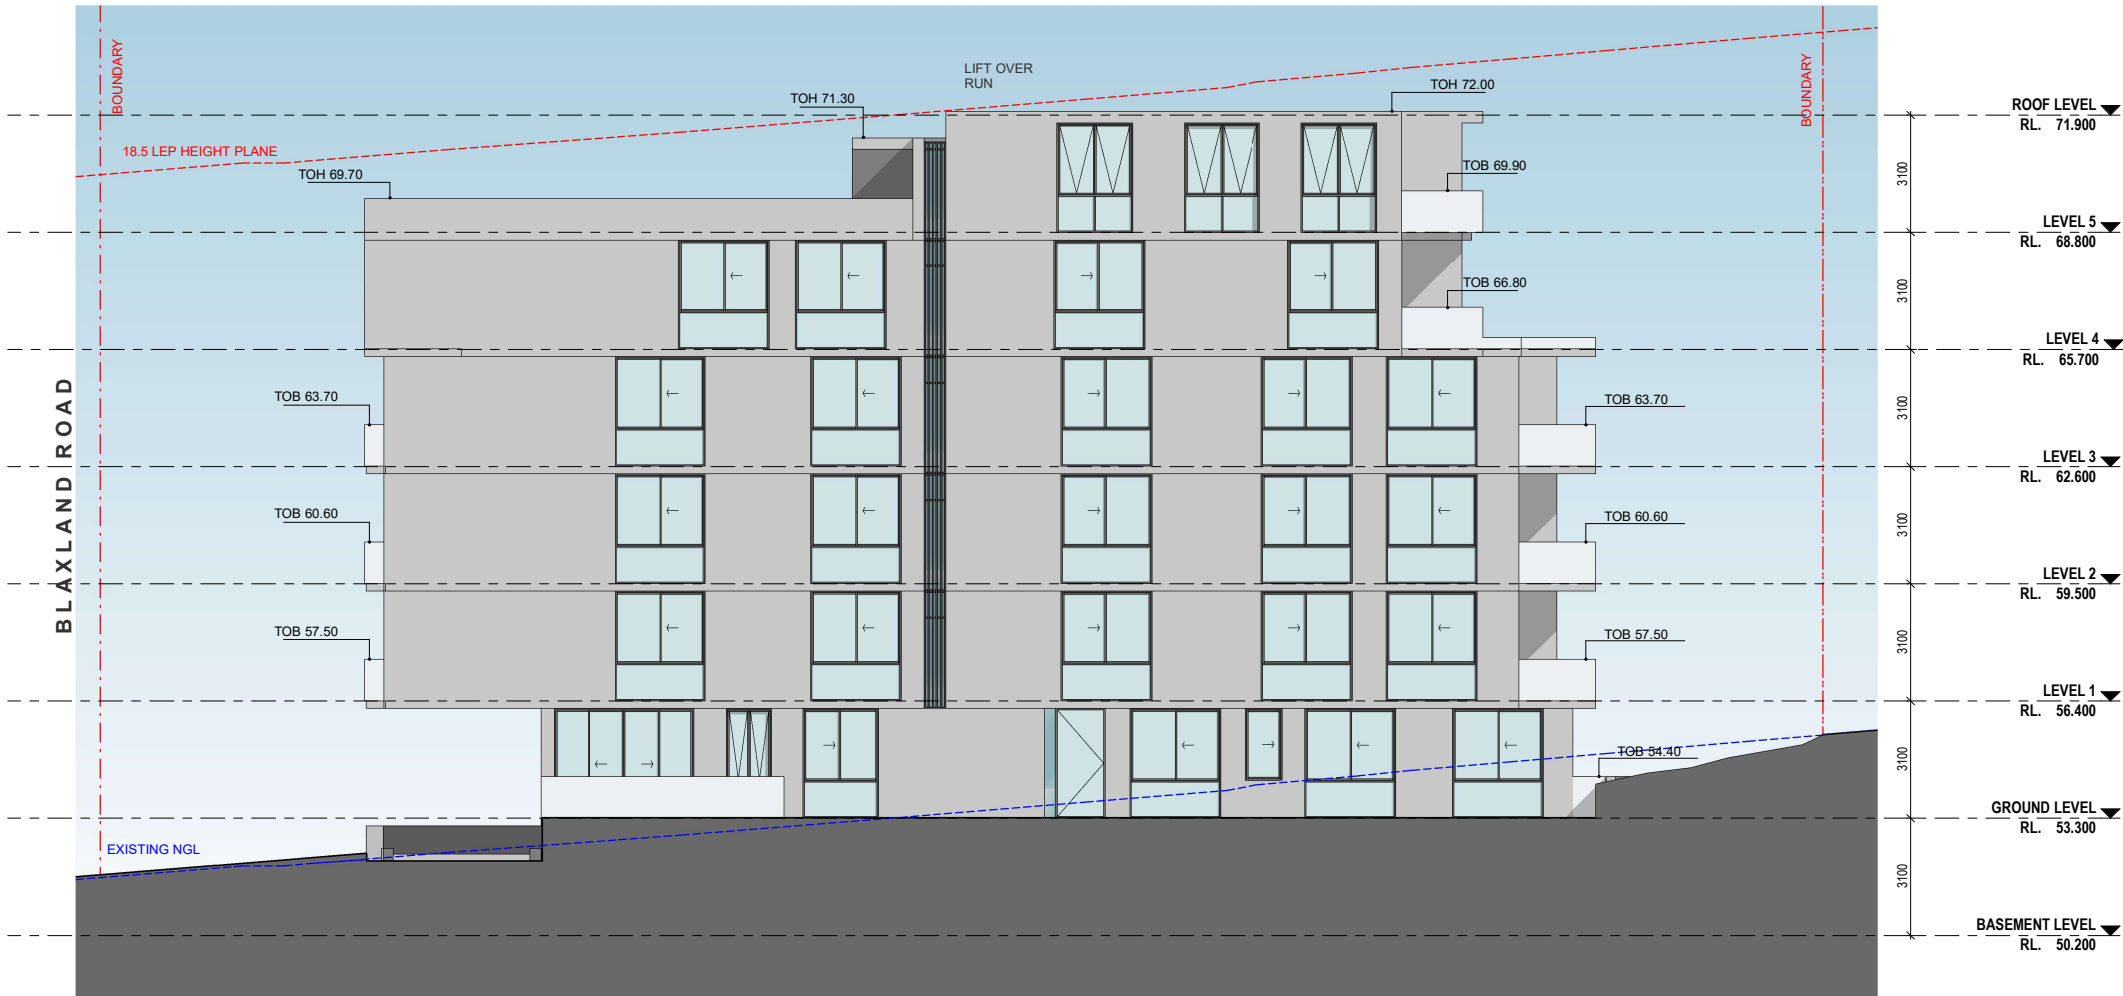 BOUNDARY
LIFT OVER
RUN
BOUNDARY
TOH 71.30
TOH 72.00
ROOF LEVEL
RL. 71.900
18.5 LEP HEIGHT PLANE
TOH 69.70
TOB 69.90
3100
LEVEL 5
RL. 68.800
TOB 66.80
3100
LEVEL 4
RL. 65.700
BLAXLAND ROAD
TOB 63.70
TOB 63.70
3100
LEVEL 3
RL. 62.600
TOB 60.60
TOB 60.60
3100
LEVEL 2
RL. 59.500
TOB 57.50
TOB 57.50
3100
LEVEL 1
RL. 56.400
TOB 54.40
3100
GROUND LEVEL
RL. 53.300
EXISTING NGL
3100
BASEMENT LEVEL
RL. 50.200